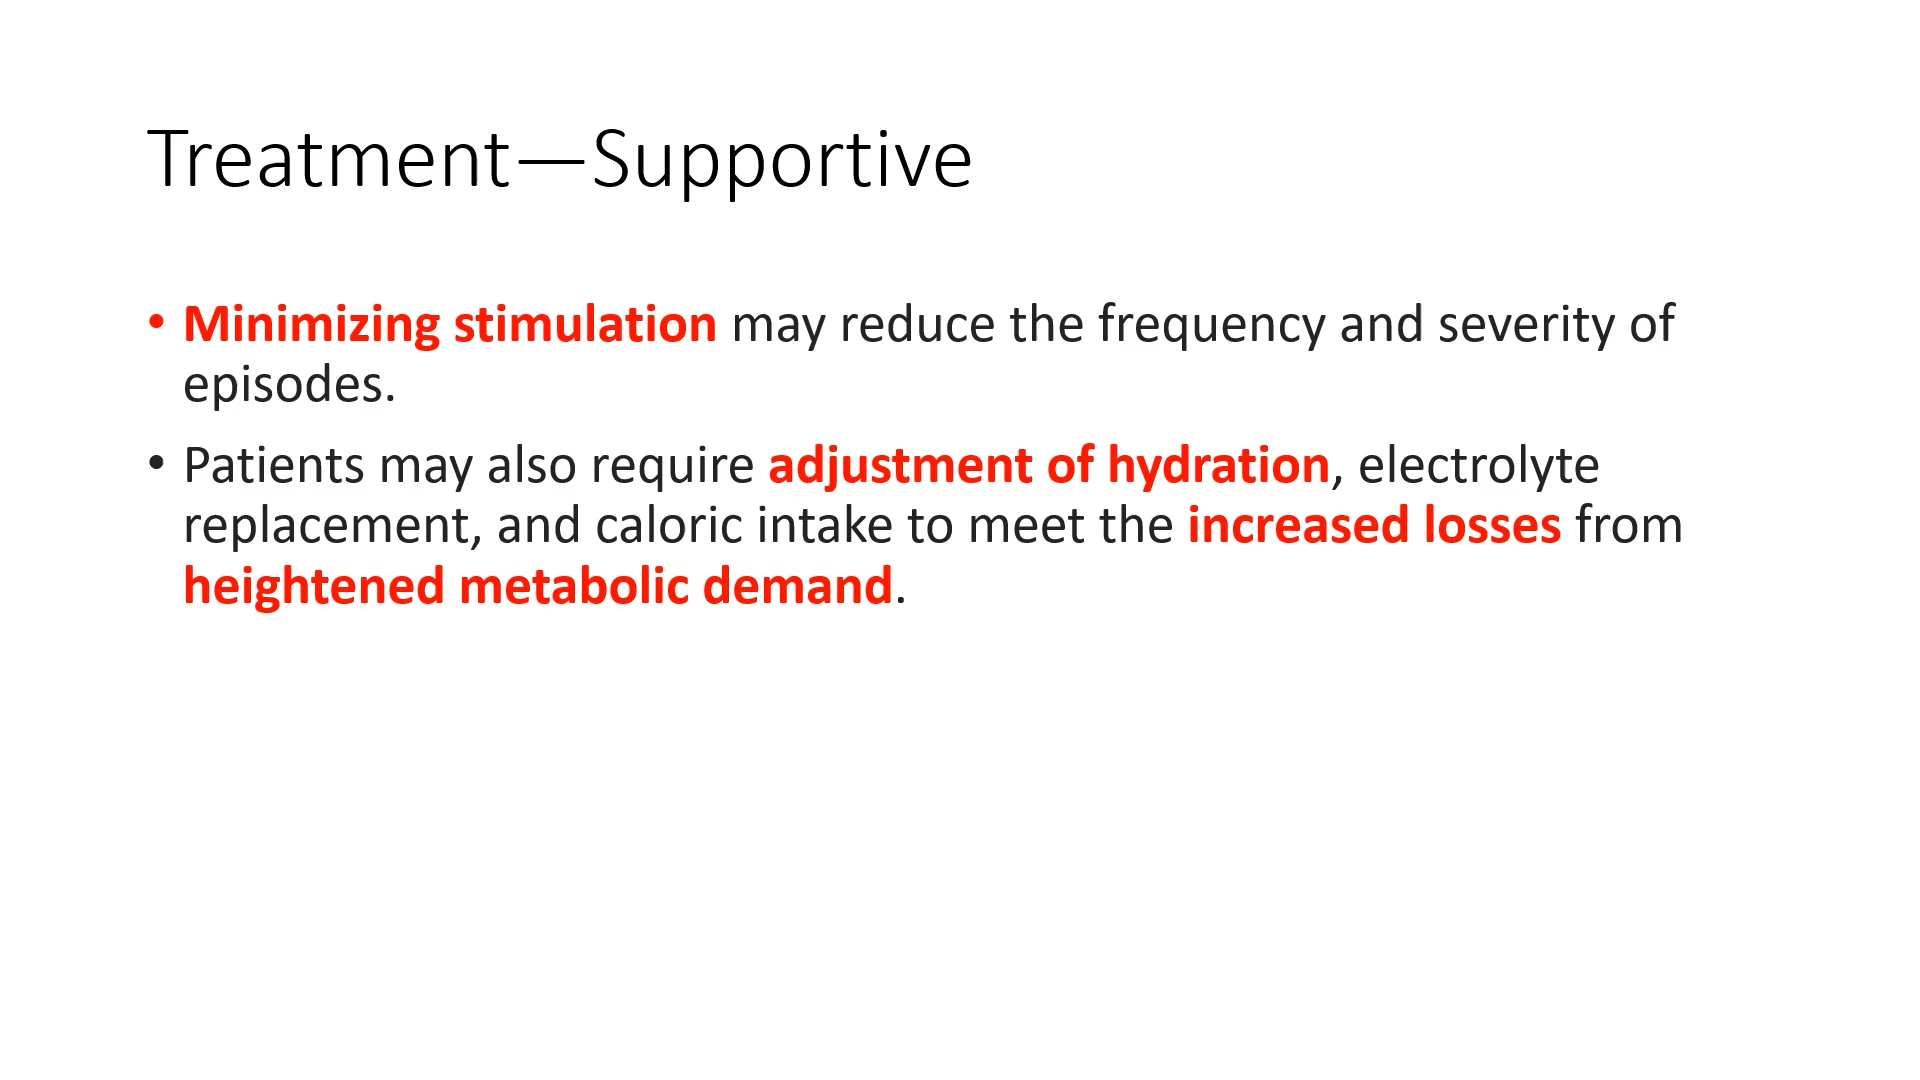 Treatment—Supportive
• Minimizing stimulation may reduce the frequency and severity of
episodes.
• Patients may also require adjustment of hydration, electrolyte
replacement, and caloric intake to meet the increased losses from
heightened metabolic demand.